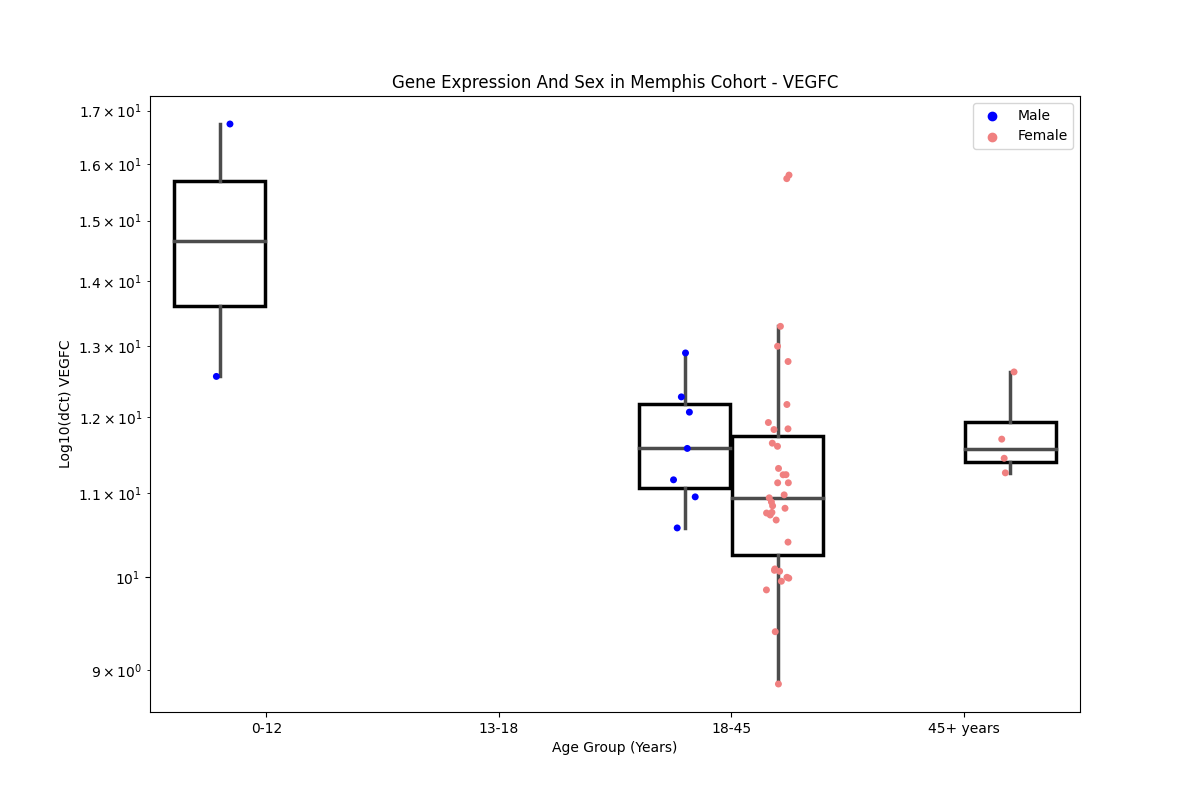 Gene Expression And Sex in Memphis Cohort - VEGFC
Male
Female
Log10(dCt) VEGFC
1.7 × 10¹
1.6 × 10¹
1.5 × 10¹
1.4 × 10¹
1.3 × 10¹
1.2 × 10¹
1.1 × 10¹
10¹
9 × 10⁰
0-12
13-18
18-45
45+ years
Age Group (Years)